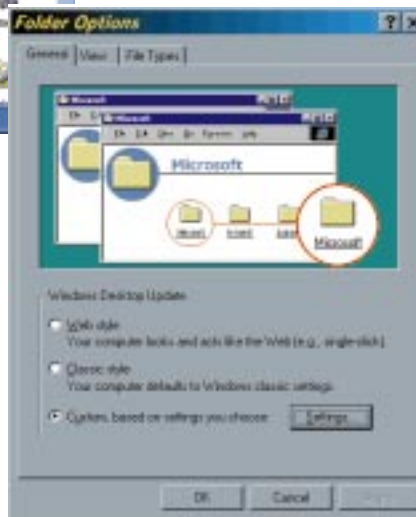 Folder Options
General View File Types
Microsoft
Microsoft
Microsoft
Windows Desktop Update
Web style
Your computer looks and acts like the Web (e.g., single-click).
Classic style
Your computer defaults to Windows classic settings.
Custom, based on settings you choose: Settings...
OK Cancel